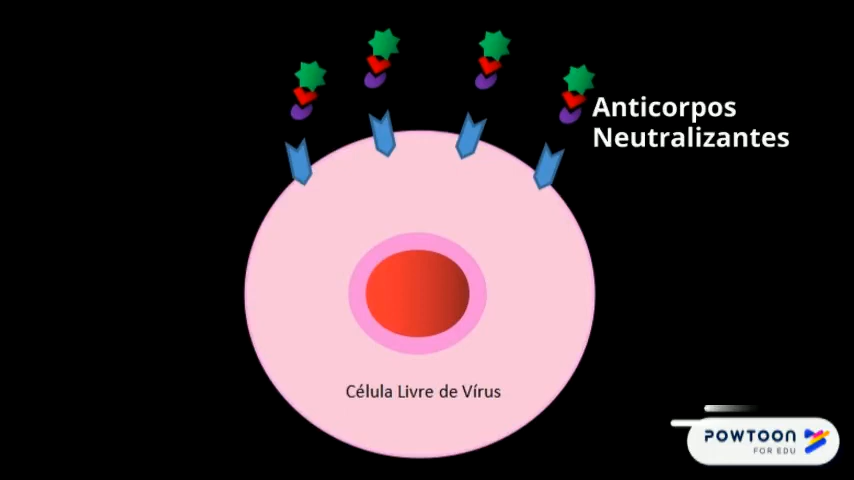 Anticorpos
Neutralizantes
Célula Livre de Vírus
POWTOON
FOR EDU